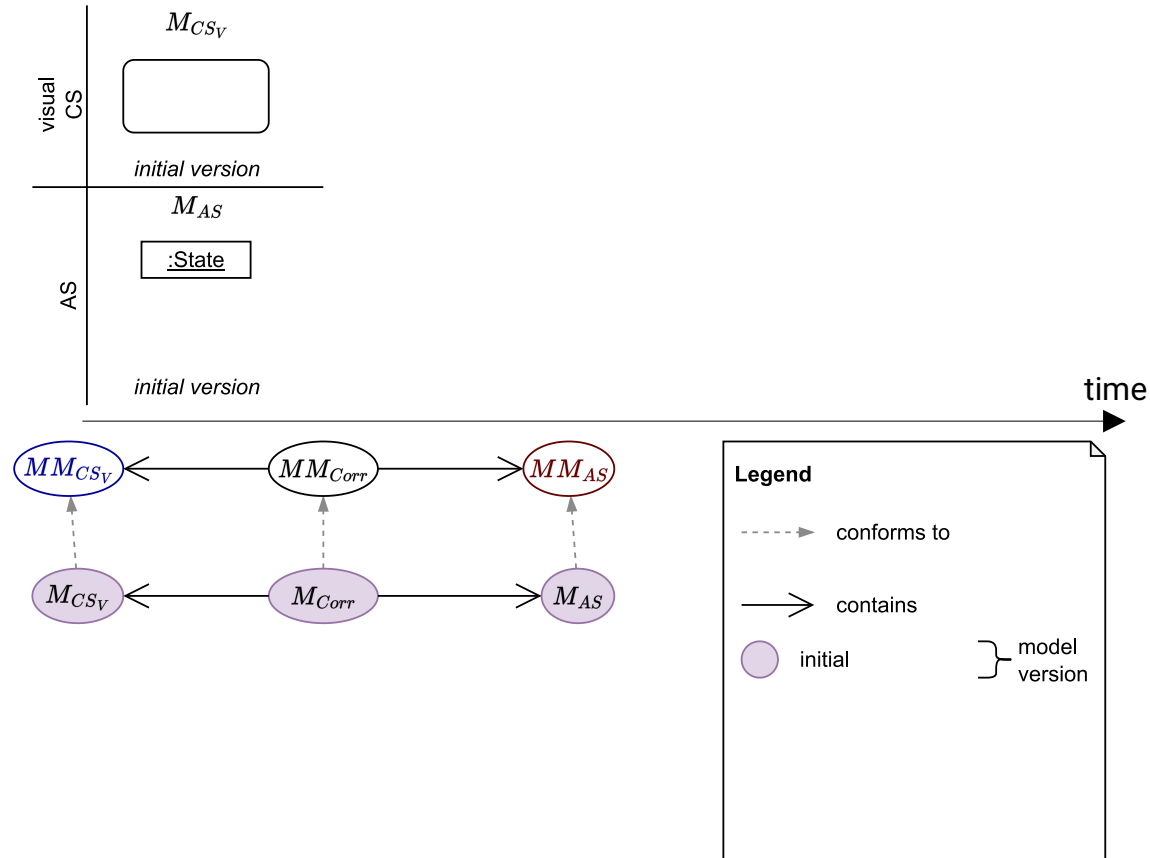 M_{CS_V}
visual
CS
initial version
M_{AS}
:State
AS
initial version
time
MM_{CS_V}
MM_{Corr}
MM_{AS}
Legend
conforms to
M_{CS_V}
M_{Corr}
M_{AS}
contains
initial
model
version